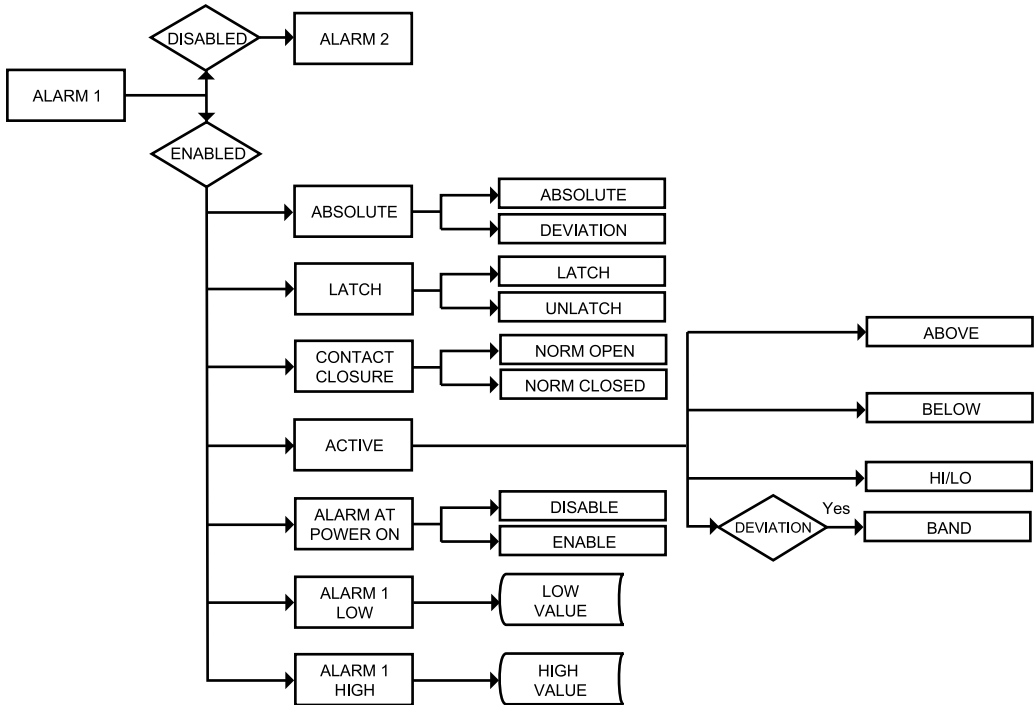 DISABLED
ALARM 2
ALARM 1
ENABLED
ABSOLUTE
ABSOLUTE
DEVIATION
LATCH
LATCH
UNLATCH
CONTACT
CLOSURE
NORM OPEN
NORM CLOSED
ACTIVE
ABOVE
BELOW
HI/LO
DEVIATION
Yes
BAND
ALARM AT
POWER ON
DISABLE
ENABLE
ALARM 1
LOW
LOW
VALUE
ALARM 1
HIGH
HIGH
VALUE